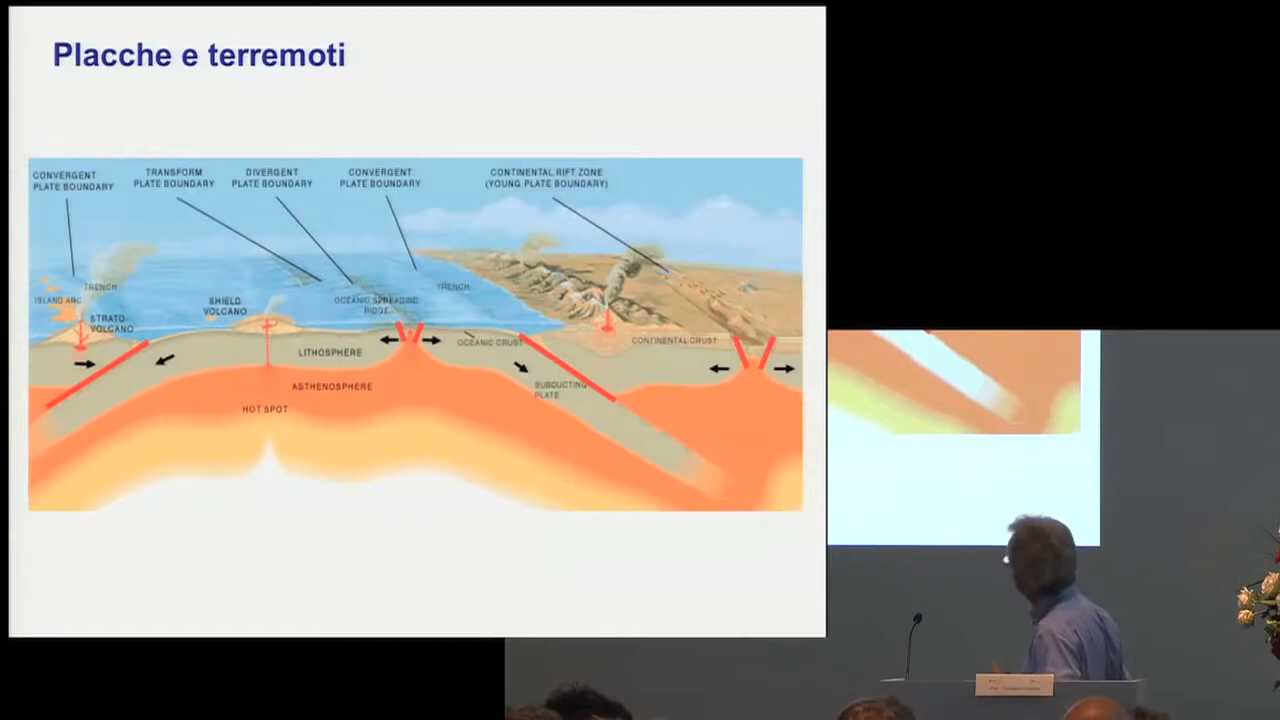 Placche e terremoti
CONVERGENT
PLATE BOUNDARY
TRANSFORM
PLATE BOUNDARY
DIVERGENT
PLATE BOUNDARY
CONVERGENT
PLATE BOUNDARY
CONTINENTAL RIFT ZONE
(YOUNG PLATE BOUNDARY)
TRENCH
ISLAND ARC
STRATO-
VOLCANO
SHIELD
VOLCANO
OCEANIC SPREADING
RIDGE
TRENCH
LITHOSPHERE
OCEANIC CRUST
CONTINENTAL CRUST
ASTHENOSPHERE
SUBDUCTING
PLATE
HOT SPOT